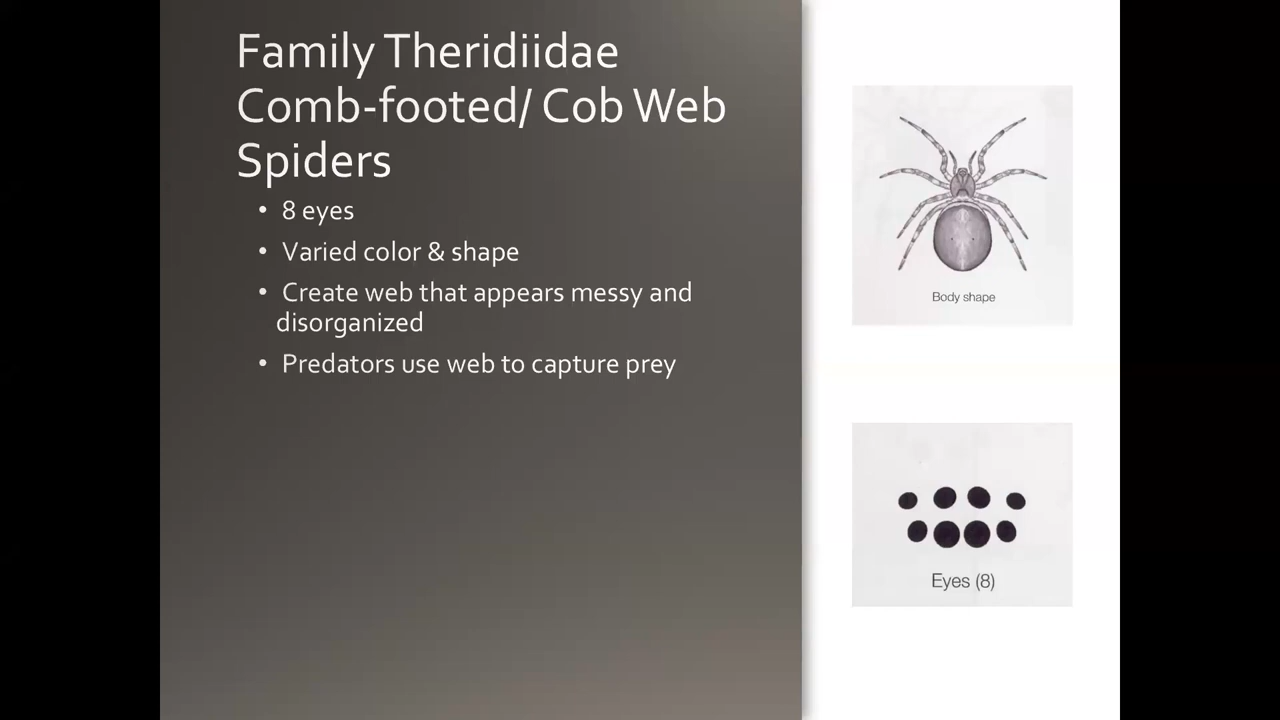 Family Theridiidae
Comb-footed/ Cob Web
Spiders
• 8 eyes
• Varied color & shape
• Create web that appears messy and
disorganized
• Predators use web to capture prey
Body shape
Eyes (8)